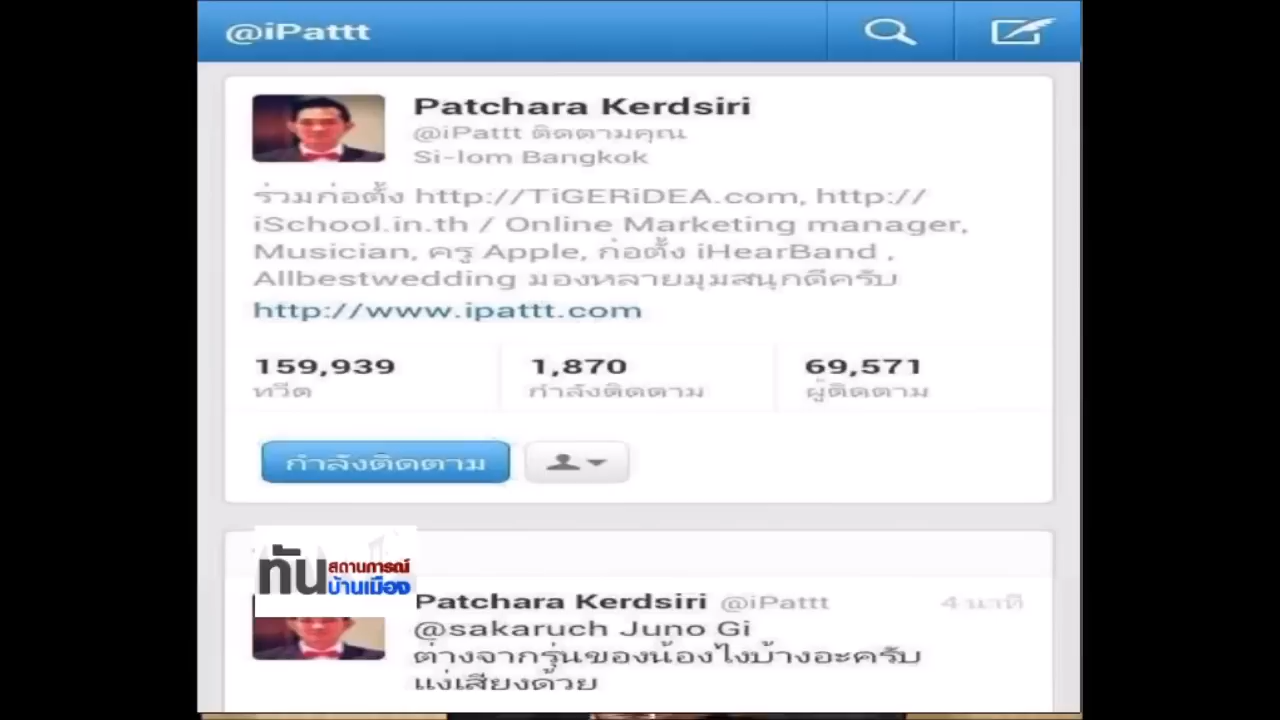 @iPattt
Patchara Kerdsiri
@iPattt ติดตามคุณ
Si-lom Bangkok
ร่วมก่อตั้ง http://TiGERiDEA.com, http://
iSchool.in.th / Online Marketing manager,
Musician, ครู Apple, ก่อตั้ง iHearBand ,
Allbestwedding มองหลายมุมสนุกดีครับ
http://www.ipattt.com
159,939 1,870 69,571
ทวีต กำลังติดตาม ผู้ติดตาม
กำลังติดตาม
ทันสถานการณ์
บ้านเมือง
Patchara Kerdsiri @iPattt 4 นาที
@sakaruch Juno Gi
ต่างจากรุ่นของน้องไงบ้างอะครับ
แง่เสียงด้วย